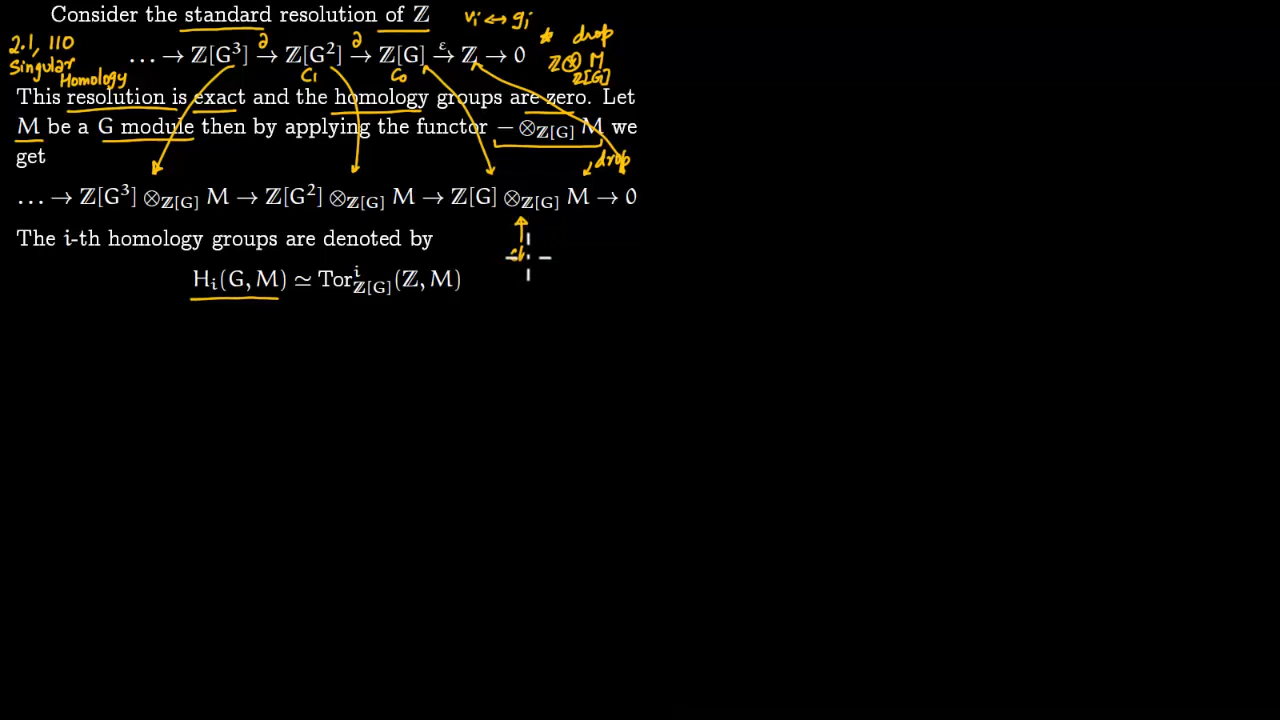 Consider the standard resolution of ℤ
vi ↔ gi
2.1, 110
Singular Homology
* drop
ℤ ⊗ M
ℤ[G]
… → ℤ[G³] →∂ ℤ[G²] →∂ ℤ[G] →ε ℤ → 0
C₁ C₀
This resolution is exact and the homology groups are zero. Let
M be a G module then by applying the functor − ⊗ℤ[G] M we
get
drop
… → ℤ[G³] ⊗ℤ[G] M → ℤ[G²] ⊗ℤ[G] M → ℤ[G] ⊗ℤ[G] M → 0
The i-th homology groups are denoted by
Hᵢ(G, M) ≃ Torⁱℤ[G](ℤ, M)